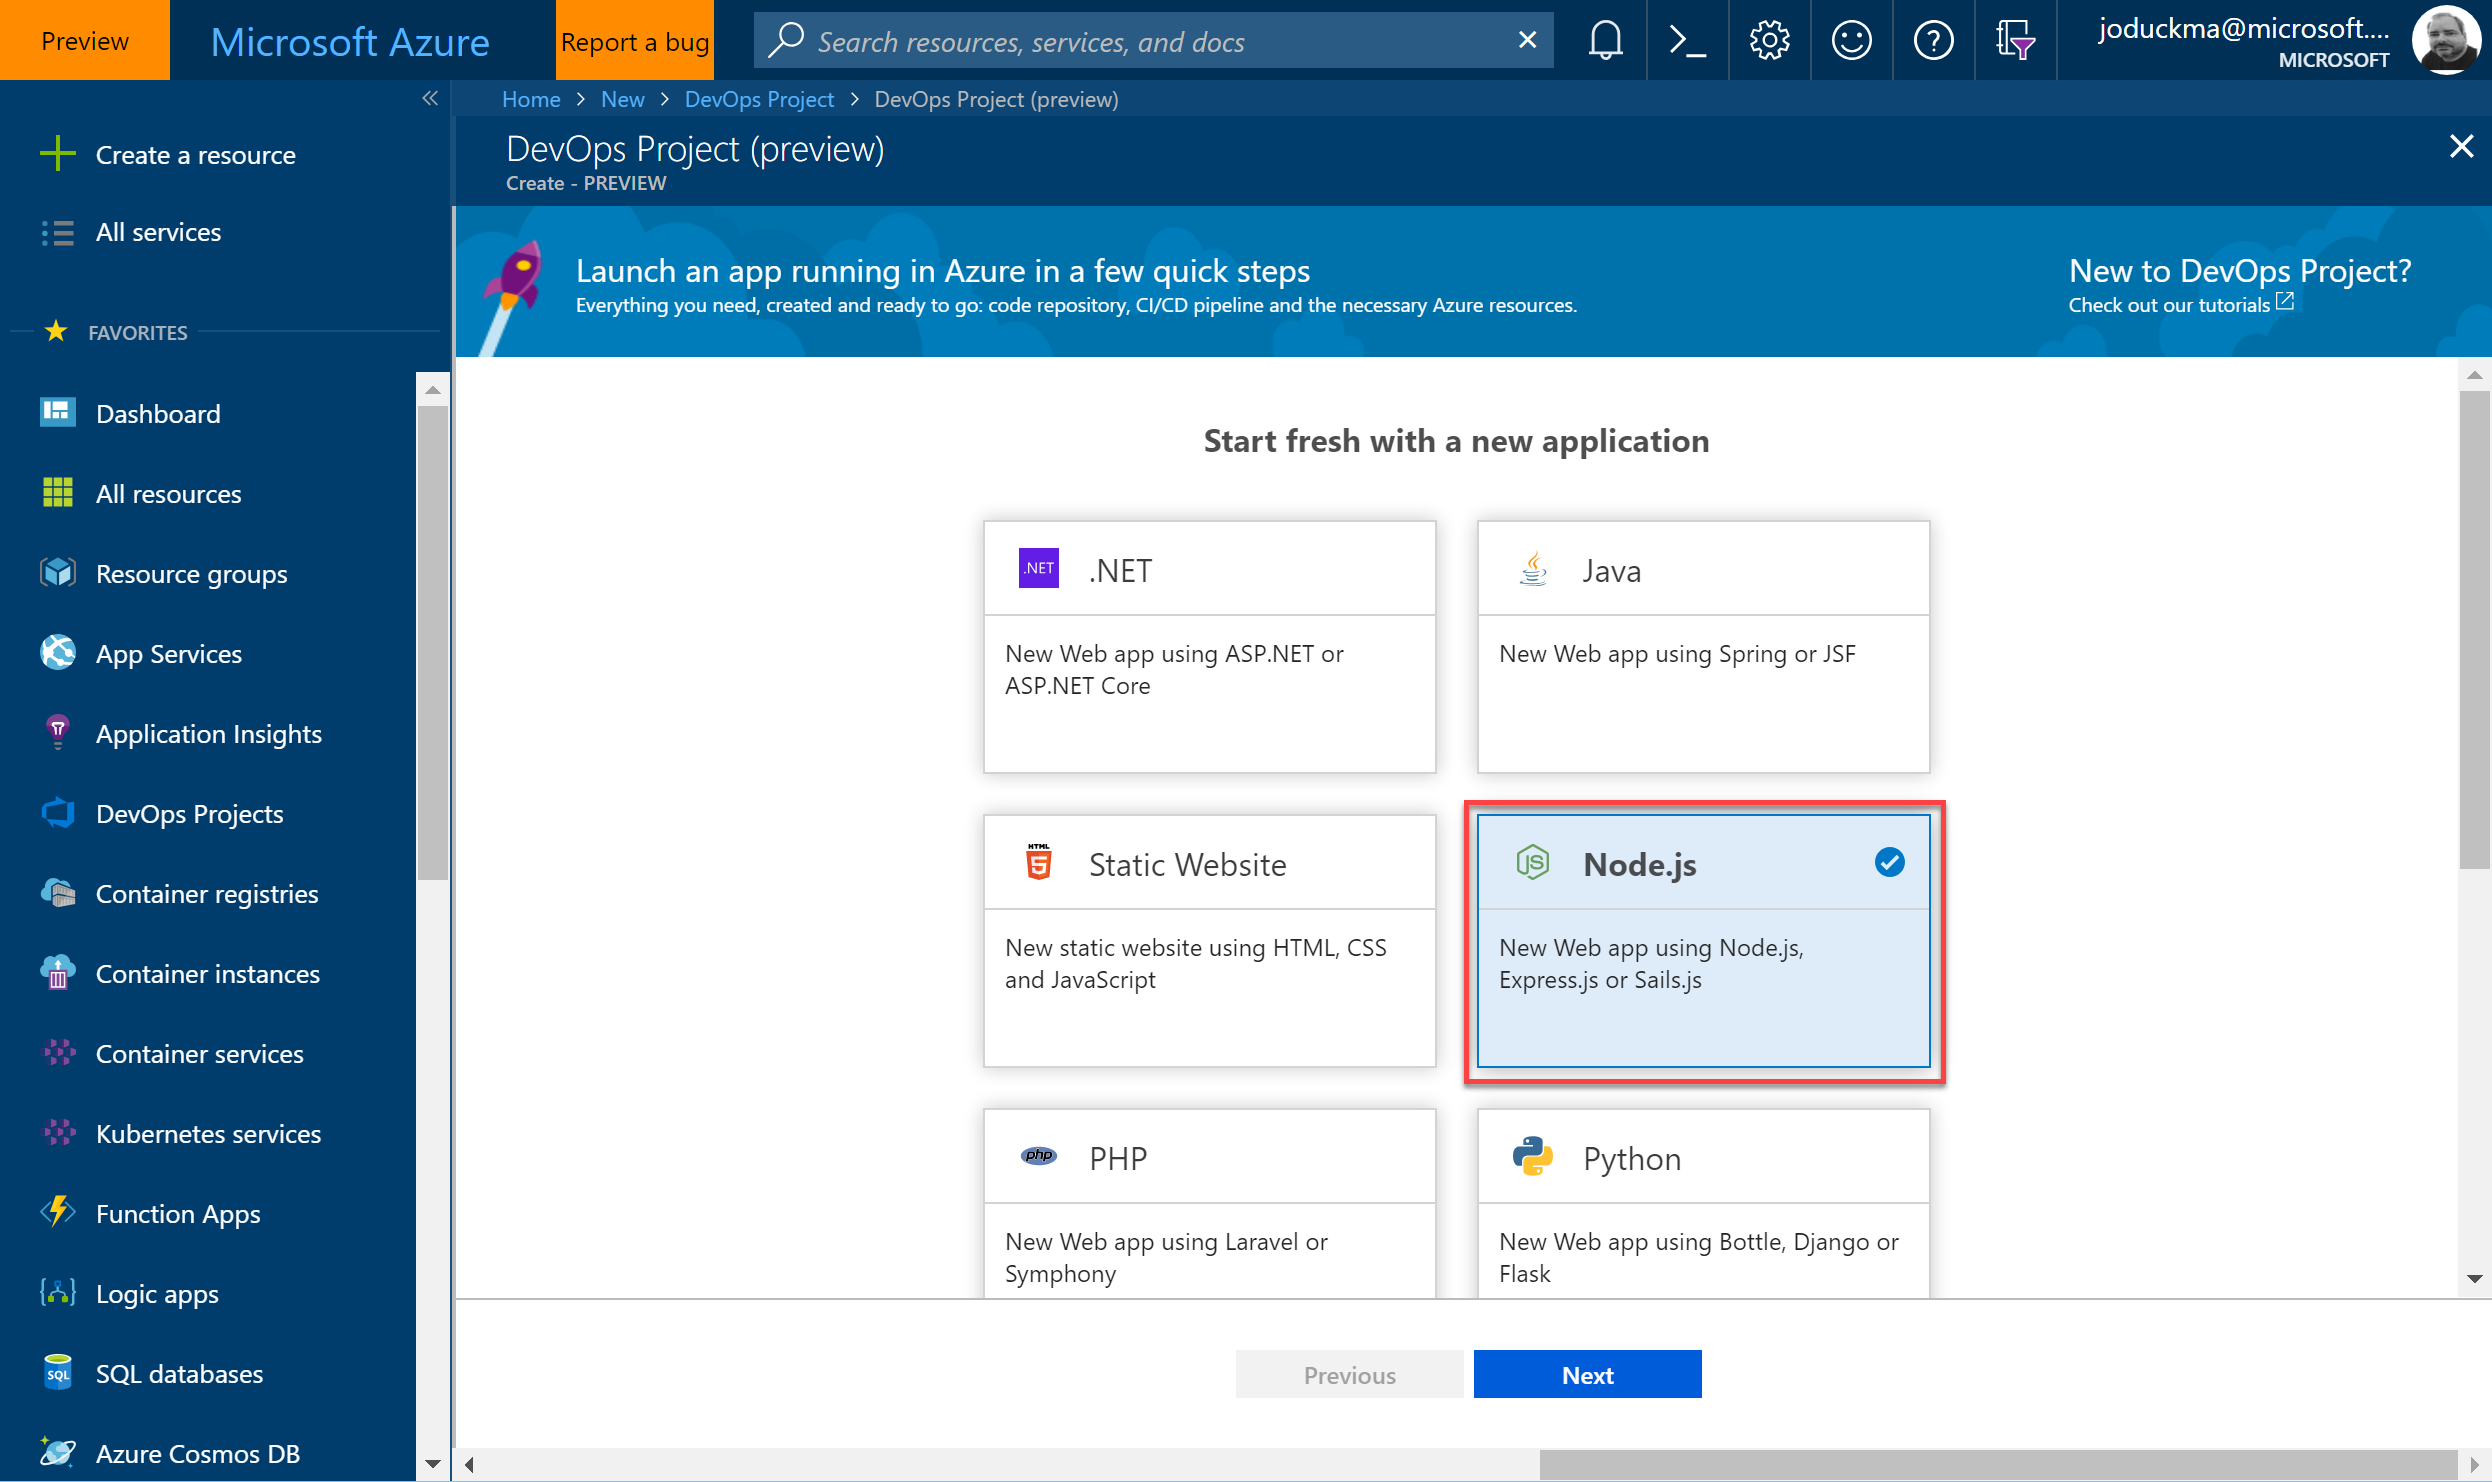 Preview
Microsoft Azure
Report a bug
Search resources, services, and docs
joduckma@microsoft....
MICROSOFT
Home > New > DevOps Project > DevOps Project (preview)
DevOps Project (preview)
Create - PREVIEW
Create a resource
All services
FAVORITES
Dashboard
All resources
Resource groups
App Services
Application Insights
DevOps Projects
Container registries
Container instances
Container services
Kubernetes services
Function Apps
Logic apps
SQL
SQL databases
Azure Cosmos DB
Launch an app running in Azure in a few quick steps
Everything you need, created and ready to go: code repository, CI/CD pipeline and the necessary Azure resources.
New to DevOps Project?
Check out our tutorials
Start fresh with a new application
.NET
.NET
New Web app using ASP.NET or
ASP.NET Core
Java
New Web app using Spring or JSF
HTML
5
Static Website
New static website using HTML, CSS
and JavaScript
JS
Node.js
New Web app using Node.js,
Express.js or Sails.js
php
PHP
New Web app using Laravel or
Symphony
Python
New Web app using Bottle, Django or
Flask
Previous
Next